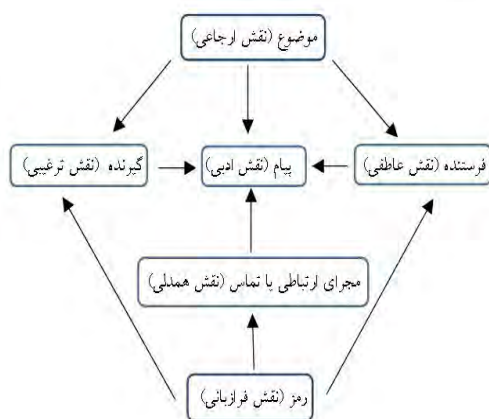 موضوع (نقش ارجاعی)
فرستنده (نقش عاطفی)
پیام (نقش ادبی)
گیرنده (نقش ترغیبی)
مجرای ارتباطی یا تماس (نقش همدلی)
رمز (نقش فرازبانی)